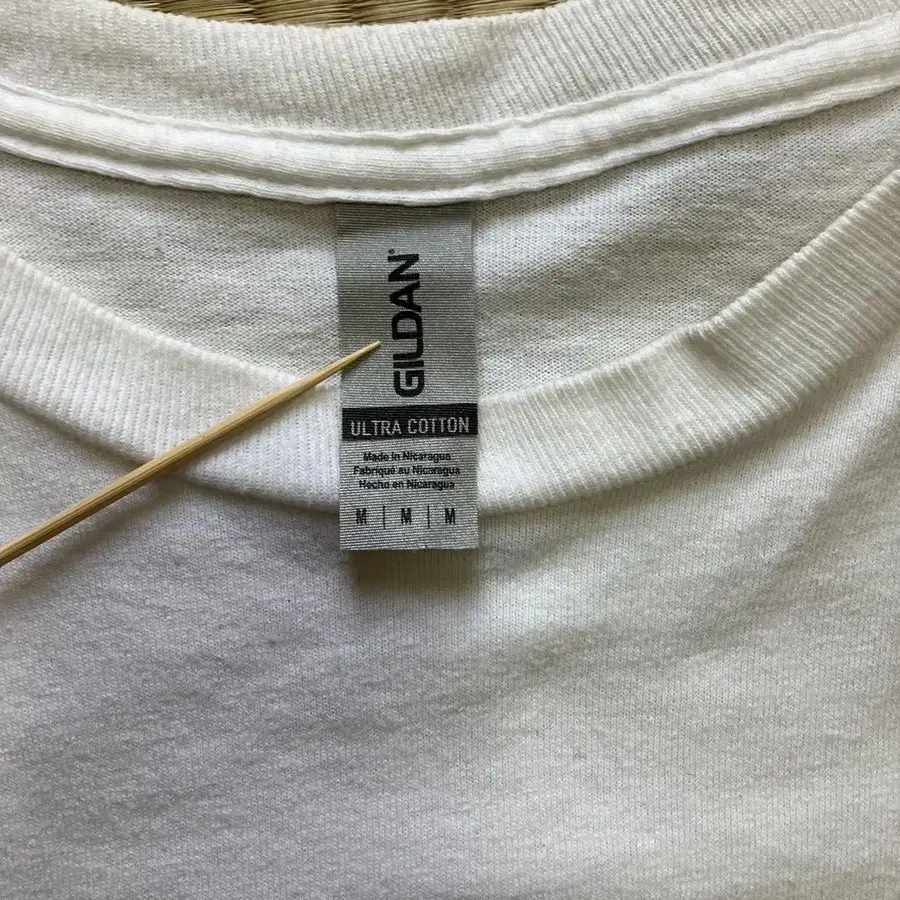 GILDAN®
ULTRA COTTON
Made in Nicaragua
Fabriqué au Nicaragua
Hecho en Nicaragua
M | M | M